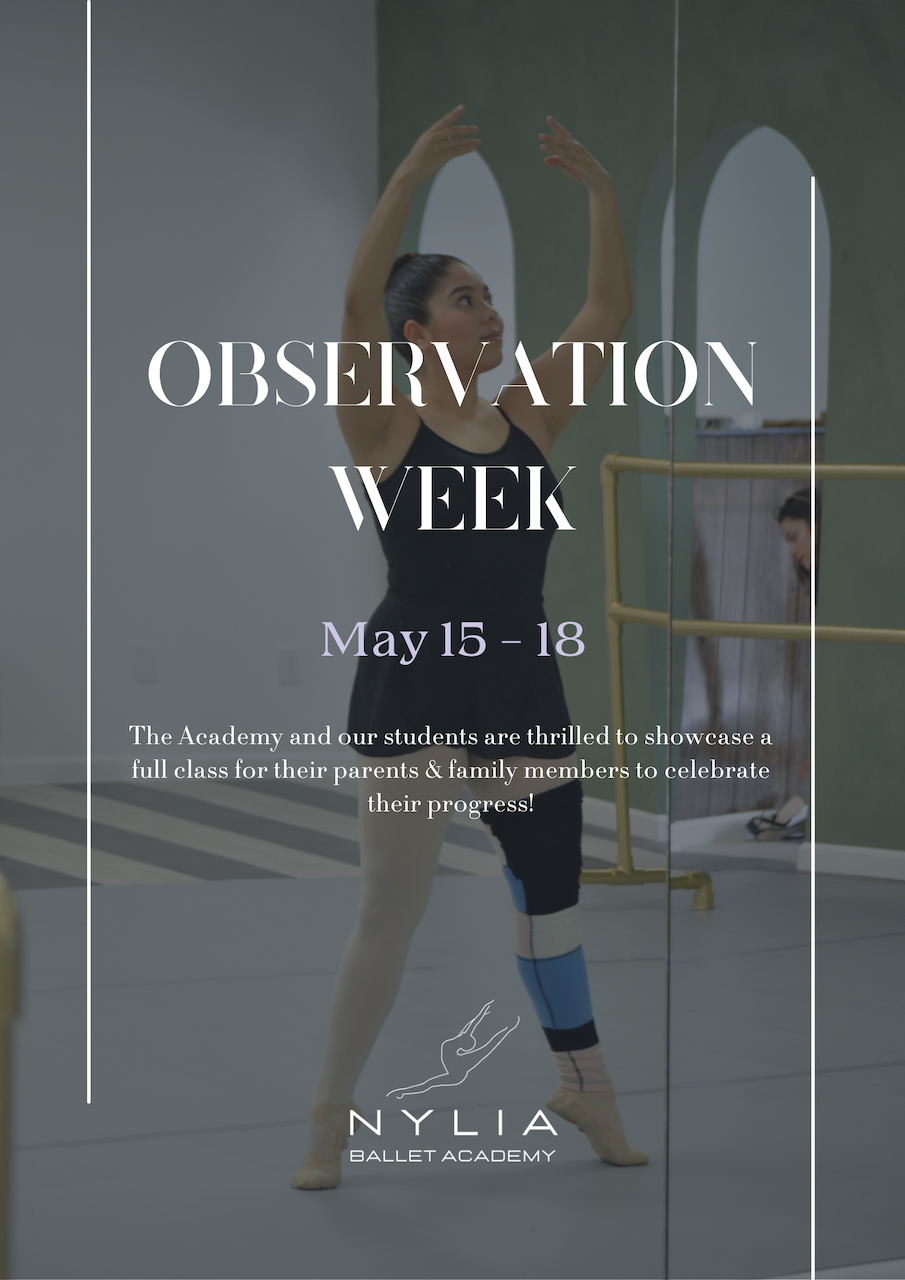 OBSERVATION
WEEK
May 15 – 18
The Academy and our students are thrilled to showcase a
full class for their parents & family members to celebrate
their progress!
NYLIA
BALLET ACADEMY